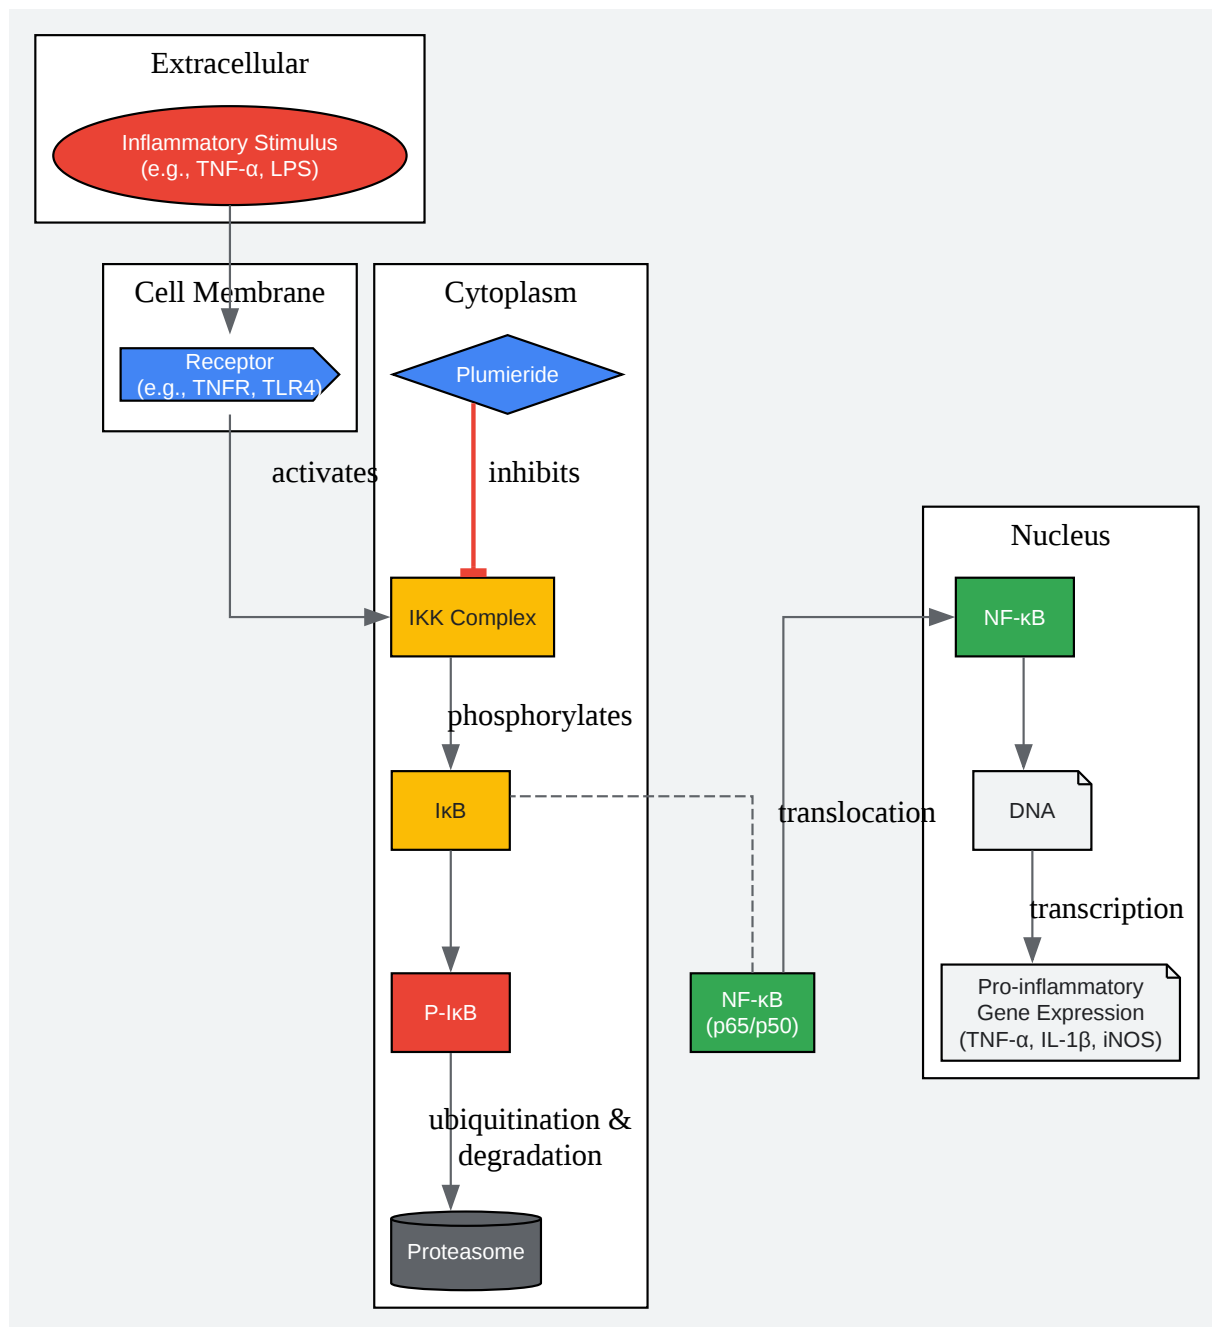 Extracellular
Inflammatory Stimulus
(e.g., TNF-α, LPS)
Cell Membrane
Receptor
(e.g., TNFR, TLR4)
activates
Cytoplasm
Plumieride
inhibits
IKK Complex
phosphorylates
IκB
P-IκB
ubiquitination &
degradation
Proteasome
NF-κB
(p65/p50)
translocation
Nucleus
NF-κB
DNA
transcription
Pro-inflammatory
Gene Expression
(TNF-α, IL-1β, iNOS)